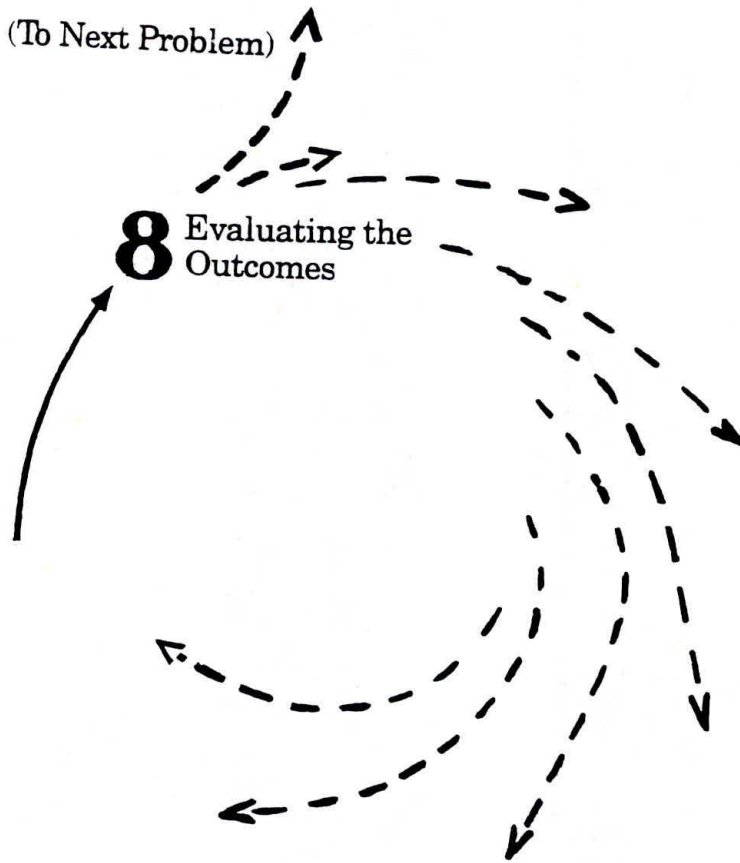 (To Next Problem)
8 Evaluating the
Outcomes